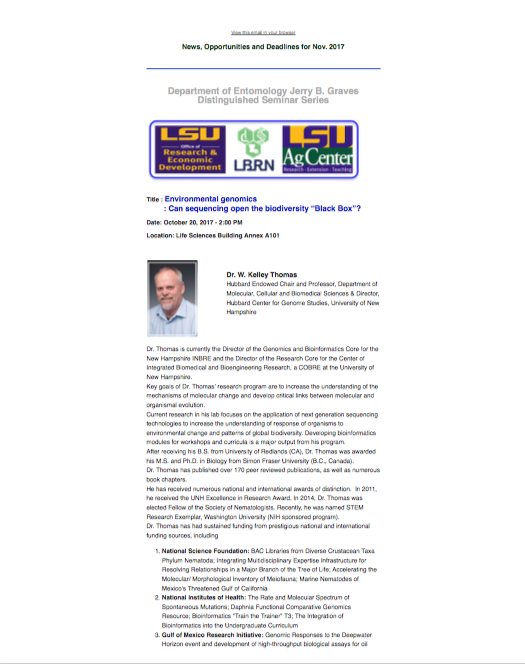 View this email in your browser
News, Opportunities and Deadlines for Nov. 2017
Department of Entomology Jerry B. Graves
Distinguished Seminar Series
LSU
Office of
Research &
Economic
Development
LBRN
LSU
AgCenter
Research · Extension · Teaching
Title : Environmental genomics
: Can sequencing open the biodiversity “Black Box”?
Date: October 20, 2017 - 2:00 PM
Location: Life Sciences Building Annex A101
Dr. W. Kelley Thomas
Hubbard Endowed Chair and Professor, Department of
Molecular, Cellular and Biomedical Sciences & Director,
Hubbard Center for Genome Studies, University of New
Hampshire
Dr. Thomas is currently the Director of the Genomics and Bioinformatics Core for the
New Hampshire INBRE and the Director of the Research Core for the Center of
Integrated Biomedical and Bioengineering Research, a COBRE at the University of
New Hampshire.
Key goals of Dr. Thomas' research program are to increase the understanding of the
mechanisms of molecular change and develop critical links between molecular and
organismal evolution.
Current research in his lab focuses on the application of next generation sequencing
technologies to increase the understanding of response of organisms to
environmental change and patterns of global biodiversity. Developing bioinformatics
modules for workshops and curricula is a major output from his program.
After receiving his B.S. from University of Redlands (CA), Dr. Thomas was awarded
his M.S. and Ph.D. in Biology from Simon Fraser University (B.C., Canada).
Dr. Thomas has published over 170 peer reviewed publications, as well as numerous
book chapters.
He has received numerous national and international awards of distinction. In 2011,
he received the UNH Excellence in Research Award. In 2014, Dr. Thomas was
elected Fellow of the Society of Nematologists. Recently, he was named STEM
Research Exemplar, Washington University (NIH sponsored program).
Dr. Thomas has had sustained funding from prestigious national and international
funding sources, including
1. National Science Foundation: BAC Libraries from Diverse Crustacean Taxa
Phylum Nematoda; Integrating Multidisciplinary Expertise Infrastructure for
Resolving Relationships in a Major Branch of the Tree of Life; Accelerating the
Molecular/ Morphological Inventory of Meiofauna; Marine Nematodes of
Mexico's Threatened Gulf of California
2. National Institutes of Health: The Rate and Molecular Spectrum of
Spontaneous Mutations; Daphnia Functional Comparative Genomics
Resource; Bioinformatics “Train the Trainer” T3; The Integration of
Bioinformatics into the Undergraduate Curriculum
3. Gulf of Mexico Research Initiative: Genomic Responses to the Deepwater
Horizon event and development of high-throughput biological assays for oil